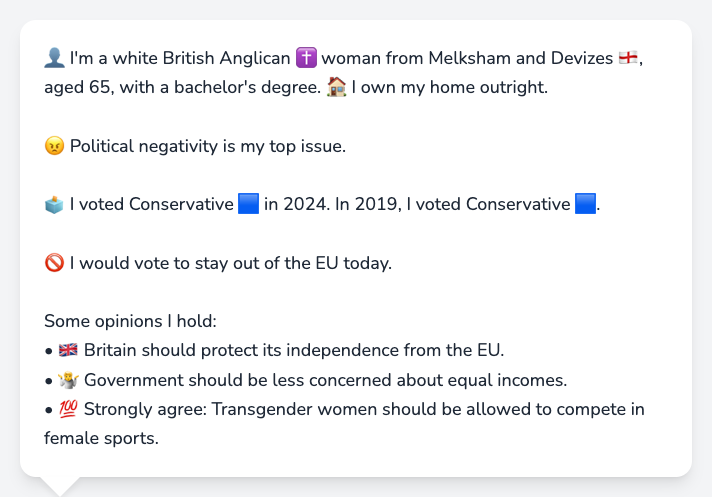 👤 I'm a white British Anglican ✝️ woman from Melksham and Devizes 🏴󠁧󠁢󠁥󠁮󠁧󠁿,
aged 65, with a bachelor's degree. 🏠 I own my home outright.
😠 Political negativity is my top issue.
🗳️ I voted Conservative 🟦 in 2024. In 2019, I voted Conservative 🟦.
🚫 I would vote to stay out of the EU today.
Some opinions I hold:
• 🇬🇧 Britain should protect its independence from the EU.
• 🤷 Government should be less concerned about equal incomes.
• 💯 Strongly agree: Transgender women should be allowed to compete in
female sports.